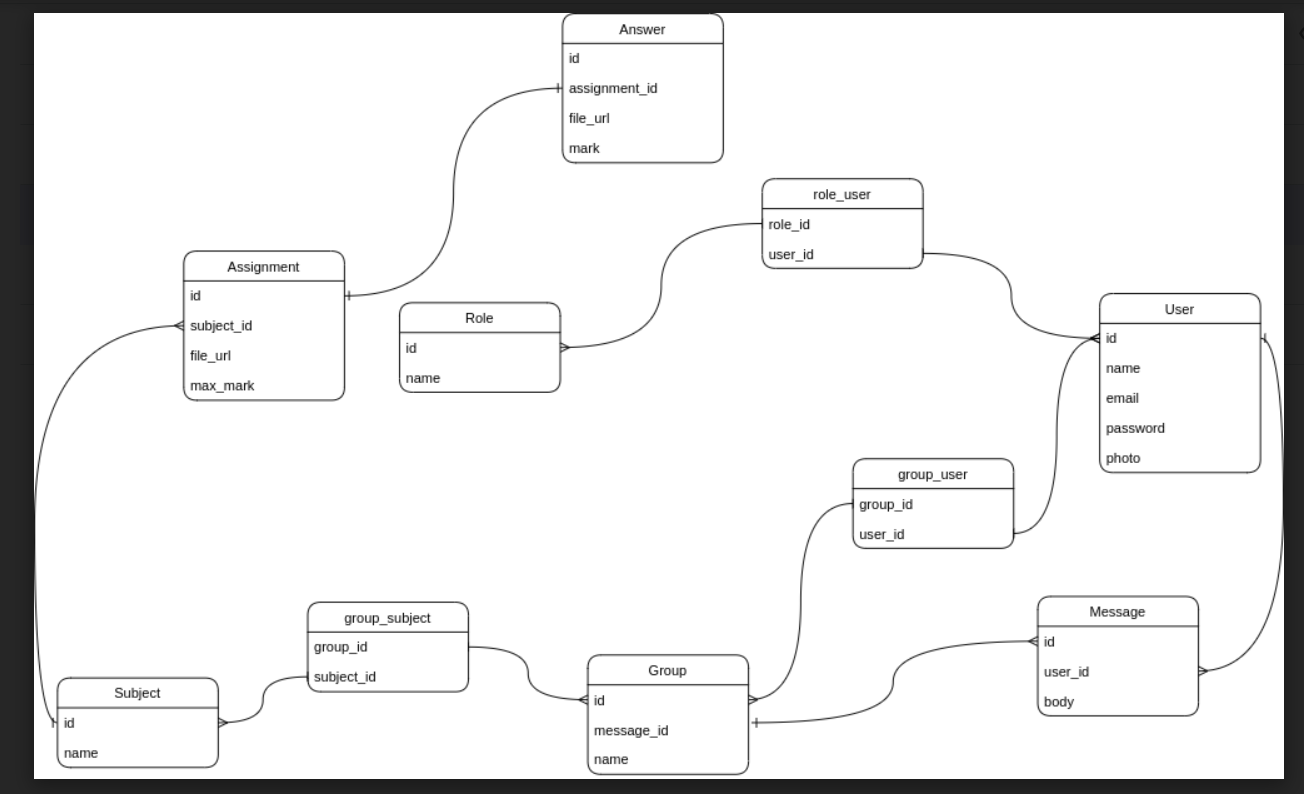 Answer
id
assignment_id
file_url
mark
role_user
role_id
user_id
Assignment
id
subject_id
file_url
max_mark
Role
id
name
User
id
name
email
password
photo
group_user
group_id
user_id
group_subject
group_id
subject_id
Message
id
user_id
body
Group
id
message_id
name
Subject
id
name